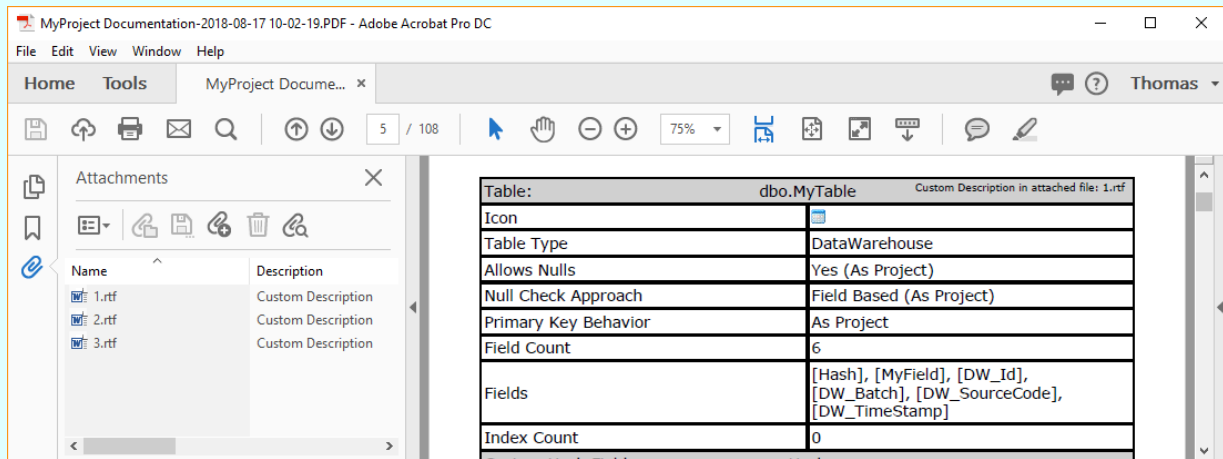 MyProject Documentation-2018-08-17 10-02-19.PDF - Adobe Acrobat Pro DC
File Edit View Window Help
Home Tools MyProject Docume... × Thomas
5 / 108 75%
Attachments
Name Description
1.rtf Custom Description
2.rtf Custom Description
3.rtf Custom Description
Table: dbo.MyTable Custom Description in attached file: 1.rtf
Icon
Table Type DataWarehouse
Allows Nulls Yes (As Project)
Null Check Approach Field Based (As Project)
Primary Key Behavior As Project
Field Count 6
Fields [Hash], [MyField], [DW_Id],
[DW_Batch], [DW_SourceCode],
[DW_TimeStamp]
Index Count 0